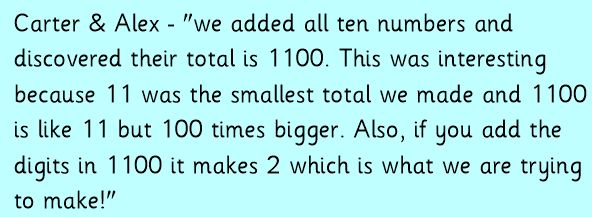 Carter & Alex - "we added all ten numbers and
discovered their total is 1100. This was interesting
because 11 was the smallest total we made and 1100
is like 11 but 100 times bigger. Also, if you add the
digits in 1100 it makes 2 which is what we are trying
to make!"